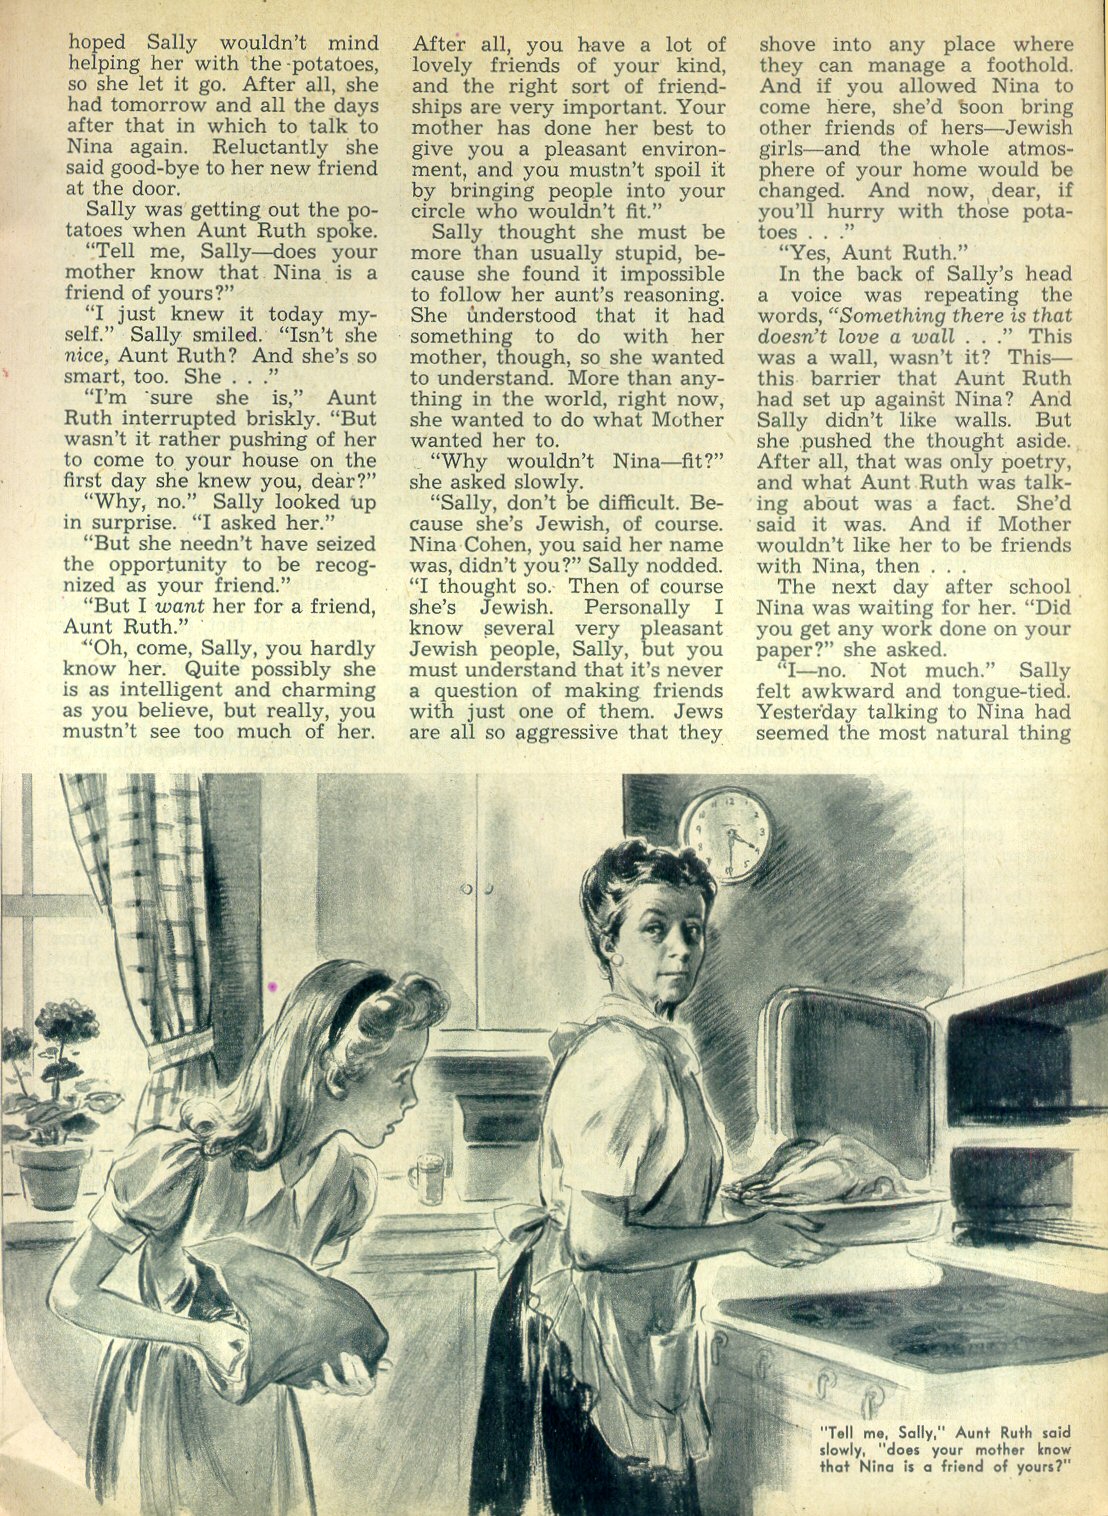 hoped Sally wouldn't mind
helping her with the potatoes,
so she let it go. After all, she
had tomorrow and all the days
after that in which to talk to
Nina again. Reluctantly she
said good-bye to her new friend
at the door.
Sally was getting out the po-
tatoes when Aunt Ruth spoke.
"Tell me, Sally—does your
mother know that Nina is a
friend of yours?"
"I just knew it today my-
self." Sally smiled. "Isn't she
nice, Aunt Ruth? And she's so
smart, too. She . . ."
"I'm sure she is," Aunt
Ruth interrupted briskly. "But
wasn't it rather pushing of her
to come to your house on the
first day she knew you, dear?"
"Why, no." Sally looked up
in surprise. "I asked her."
"But she needn't have seized
the opportunity to be recog-
nized as your friend."
"But I want her for a friend,
Aunt Ruth."
"Oh, come, Sally, you hardly
know her. Quite possibly she
is as intelligent and charming
as you believe, but really, you
mustn't see too much of her.
After all, you have a lot of
lovely friends of your kind,
and the right sort of friend-
ships are very important. Your
mother has done her best to
give you a pleasant environ-
ment, and you mustn't spoil it
by bringing people into your
circle who wouldn't fit."
Sally thought she must be
more than usually stupid, be-
cause she found it impossible
to follow her aunt's reasoning.
She understood that it had
something to do with her
mother, though, so she wanted
to understand. More than any-
thing in the world, right now,
she wanted to do what Mother
wanted her to.
"Why wouldn't Nina—fit?"
she asked slowly.
"Sally, don't be difficult. Be-
cause she's Jewish, of course.
Nina Cohen, you said her name
was, didn't you?" Sally nodded.
"I thought so. Then of course
she's Jewish. Personally I
know several very pleasant
Jewish people, Sally, but you
must understand that it's never
a question of making friends
with just one of them. Jews
are all so aggressive that they
shove into any place where
they can manage a foothold.
And if you allowed Nina to
come here, she'd soon bring
other friends of hers—Jewish
girls—and the whole atmos-
phere of your home would be
changed. And now, dear, if
you'll hurry with those pota-
toes . . ."
"Yes, Aunt Ruth."
In the back of Sally's head
a voice was repeating the
words, "Something there is that
doesn't love a wall . . ." This
was a wall, wasn't it? This—
this barrier that Aunt Ruth
had set up against Nina? And
Sally didn't like walls. But
she pushed the thought aside.
After all, that was only poetry,
and what Aunt Ruth was talk-
ing about was a fact. She'd
said it was. And if Mother
wouldn't like her to be friends
with Nina, then . . .
The next day after school
Nina was waiting for her. "Did
you get any work done on your
paper?" she asked.
"I—no. Not much." Sally
felt awkward and tongue-tied.
Yesterday talking to Nina had
seemed the most natural thing
"Tell me, Sally," Aunt Ruth said
slowly, "does your mother know
that Nina is a friend of yours?"